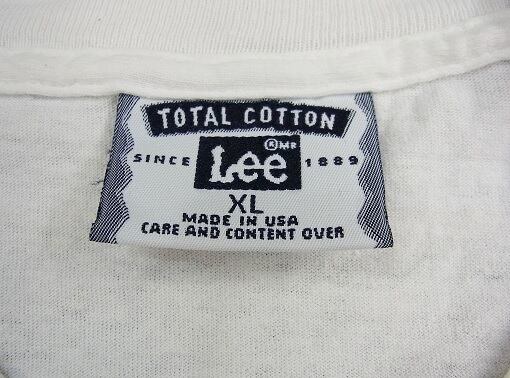 TOTAL COTTON
®MR
SINCE Lee 1889
XL
MADE IN USA
CARE AND CONTENT OVER